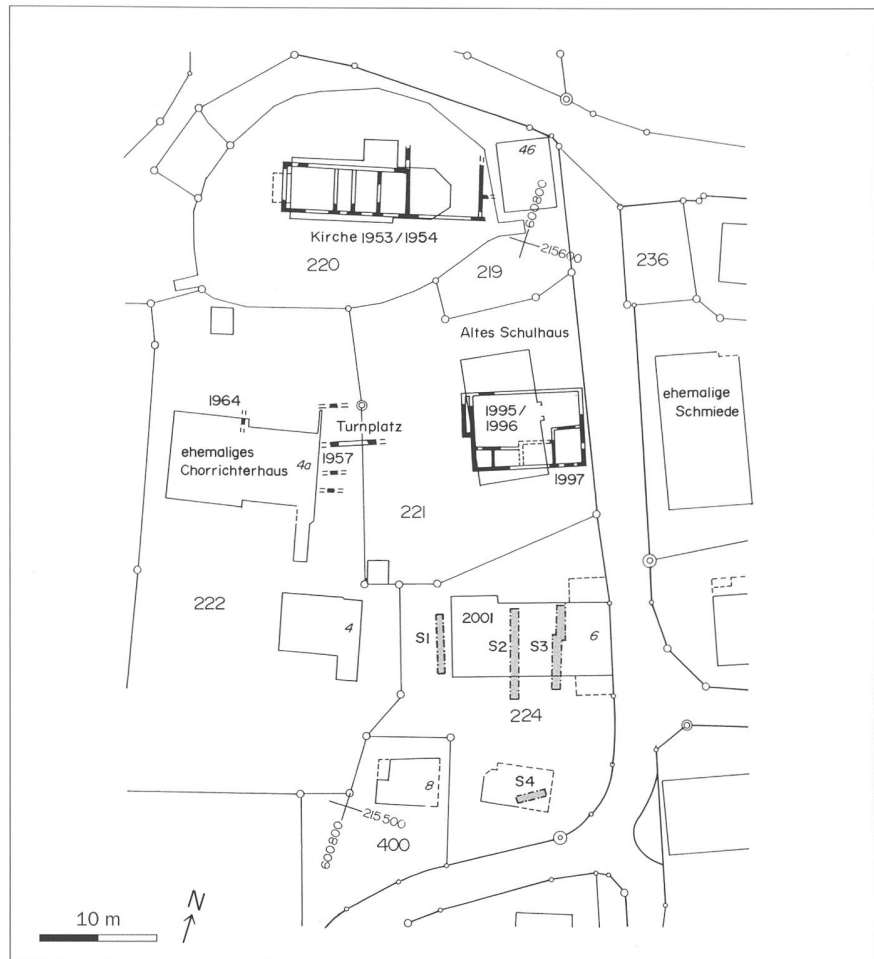 46
600800
215600
Kirche 1953/1954
220
219
236
Altes Schulhaus
1964
Turnplatz
1995/
1996
ehemalige
Schmiede
ehemaliges
Chorrichterhaus
4a
1957
1997
221
222
4
S1
2001
S2
S3
6
224
8
S4
215500
600800
400
10 m
N